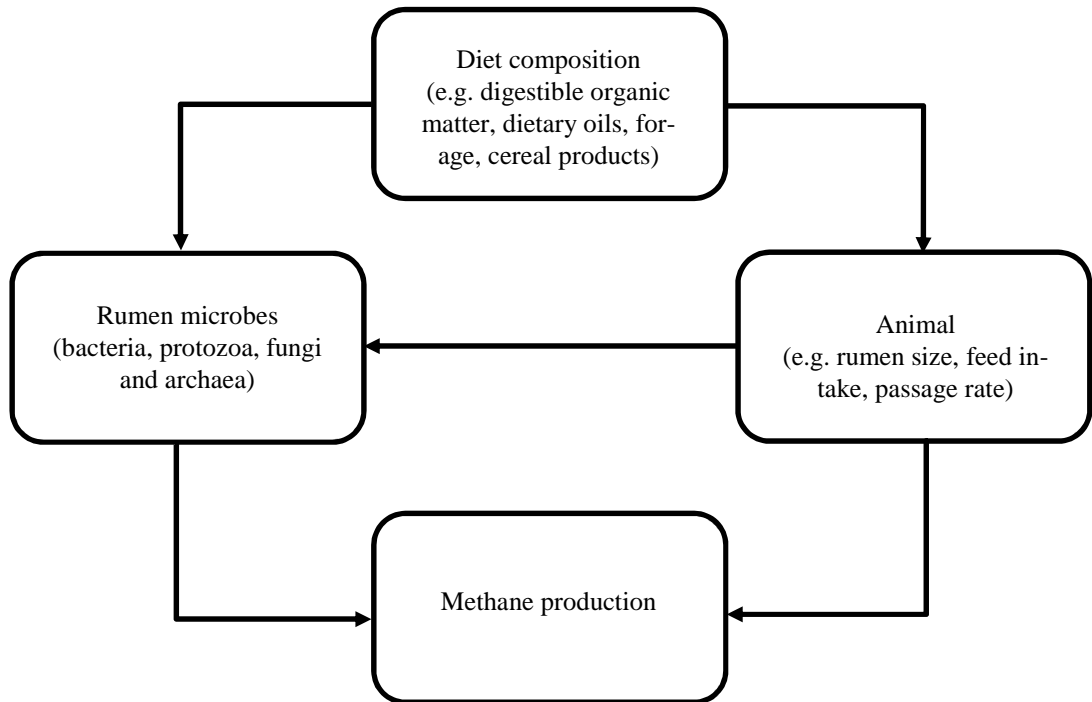 Diet composition
(e.g. digestible organic
matter, dietary oils, for-
age, cereal products)
Rumen microbes
(bacteria, protozoa, fungi
and archaea)
Animal
(e.g. rumen size, feed in-
take, passage rate)
Methane production